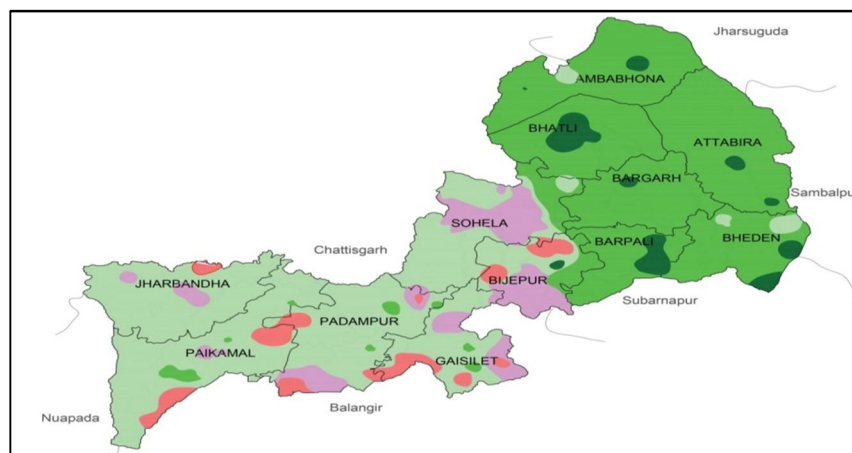 Jharsuguda
AMBABHONA
BHATLI
ATTABIRA
BARGARH
Sambalpu
SOHELA
BARPALI
BHEDEN
Chattisgarh
BIJEPUR
JHARBANDHA
Subarnapur
PADAMPUR
PAIKAMAL
GAISILET
Nuapada
Balangir